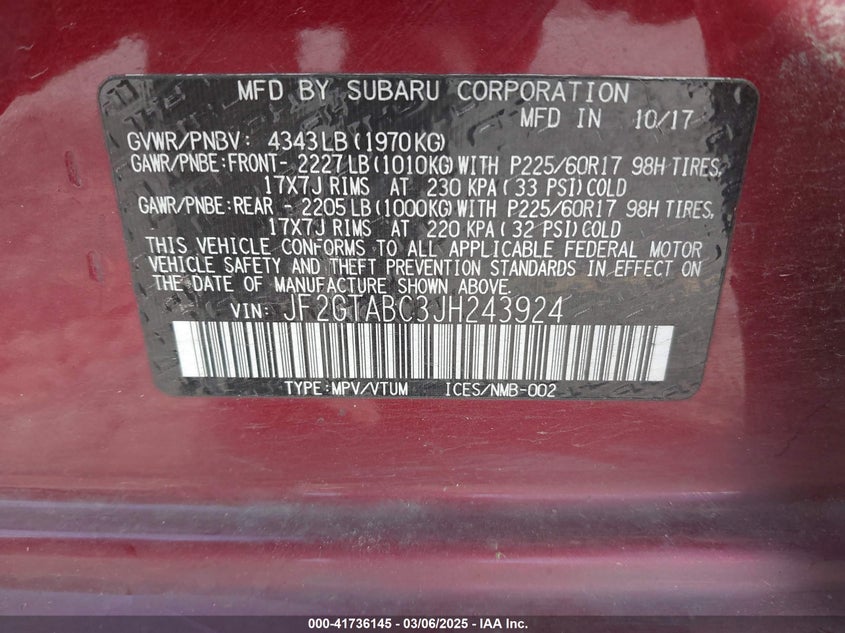 MFD BY SUBARU CORPORATION
MFD IN 10/17
GVWR/PNBV: 4343LB(1970KG)
GAWR/PNBE:FRONT- 2227LB(1010KG)WITH P225/60R17 98H TIRES,
17X7J RIMS AT 230 KPA(33 PSI)COLD
GAWR/PNBE:REAR - 2205LB(1000KG)WITH P225/60R17 98H TIRES,
17X7J RIMS AT 220 KPA(32 PSI)COLD
THIS VEHICLE CONFORMS TO ALL APPLICABLE FEDERAL MOTOR
VEHICLE SAFETY AND THEFT PREVENTION STANDARDS IN EFFECT ON
THE DATE OF MANUFACTURE SHOWN ABOVE.
VIN: JF2GTABC3JH243924
TYPE:MPV/VTUM ICES/NMB-002
000-41736145 - 03/06/2025 - IAA Inc.